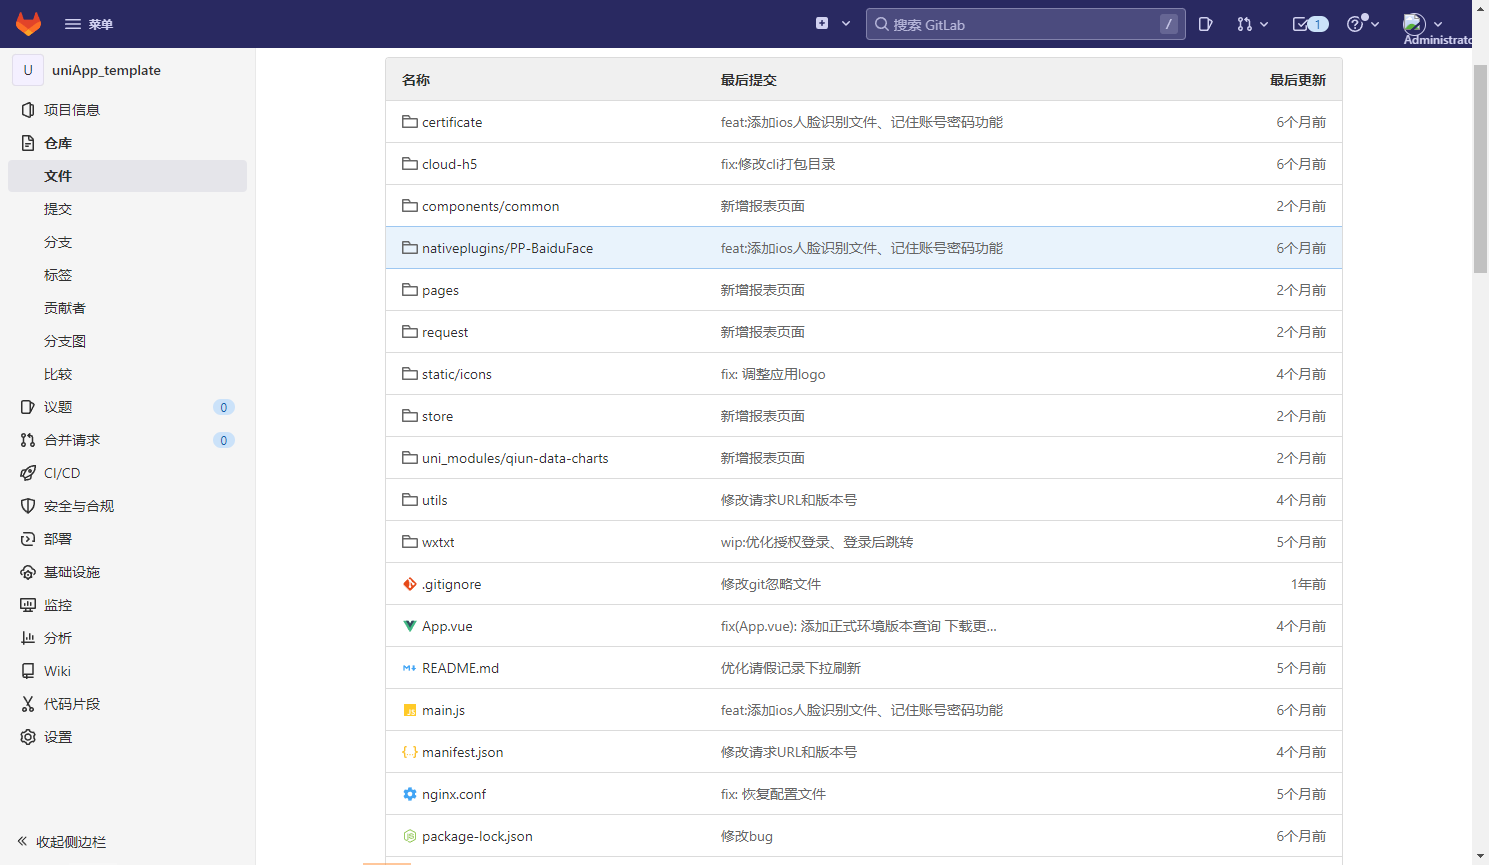 菜单
搜索 GitLab
/
1
Administrato
U uniApp_template
项目信息
仓库
文件
提交
分支
标签
贡献者
分支图
比较
议题 0
合并请求 0
CI/CD
安全与合规
部署
基础设施
监控
分析
Wiki
代码片段
设置
收起侧边栏
名称 最后提交 最后更新
certificate feat:添加ios人脸识别文件、记住账号密码功能 6个月前
cloud-h5 fix:修改cli打包目录 6个月前
components/common 新增报表页面 2个月前
nativeplugins/PP-BaiduFace feat:添加ios人脸识别文件、记住账号密码功能 6个月前
pages 新增报表页面 2个月前
request 新增报表页面 2个月前
static/icons fix: 调整应用logo 4个月前
store 新增报表页面 2个月前
uni_modules/qiun-data-charts 新增报表页面 2个月前
utils 修改请求URL和版本号 4个月前
wxtxt wip:优化授权登录、登录后跳转 5个月前
.gitignore 修改git忽略文件 1年前
App.vue fix(App.vue): 添加正式环境版本查询 下载更... 4个月前
README.md 优化请假记录下拉刷新 5个月前
main.js feat:添加ios人脸识别文件、记住账号密码功能 6个月前
manifest.json 修改请求URL和版本号 4个月前
nginx.conf fix: 恢复配置文件 5个月前
package-lock.json 修改bug 6个月前